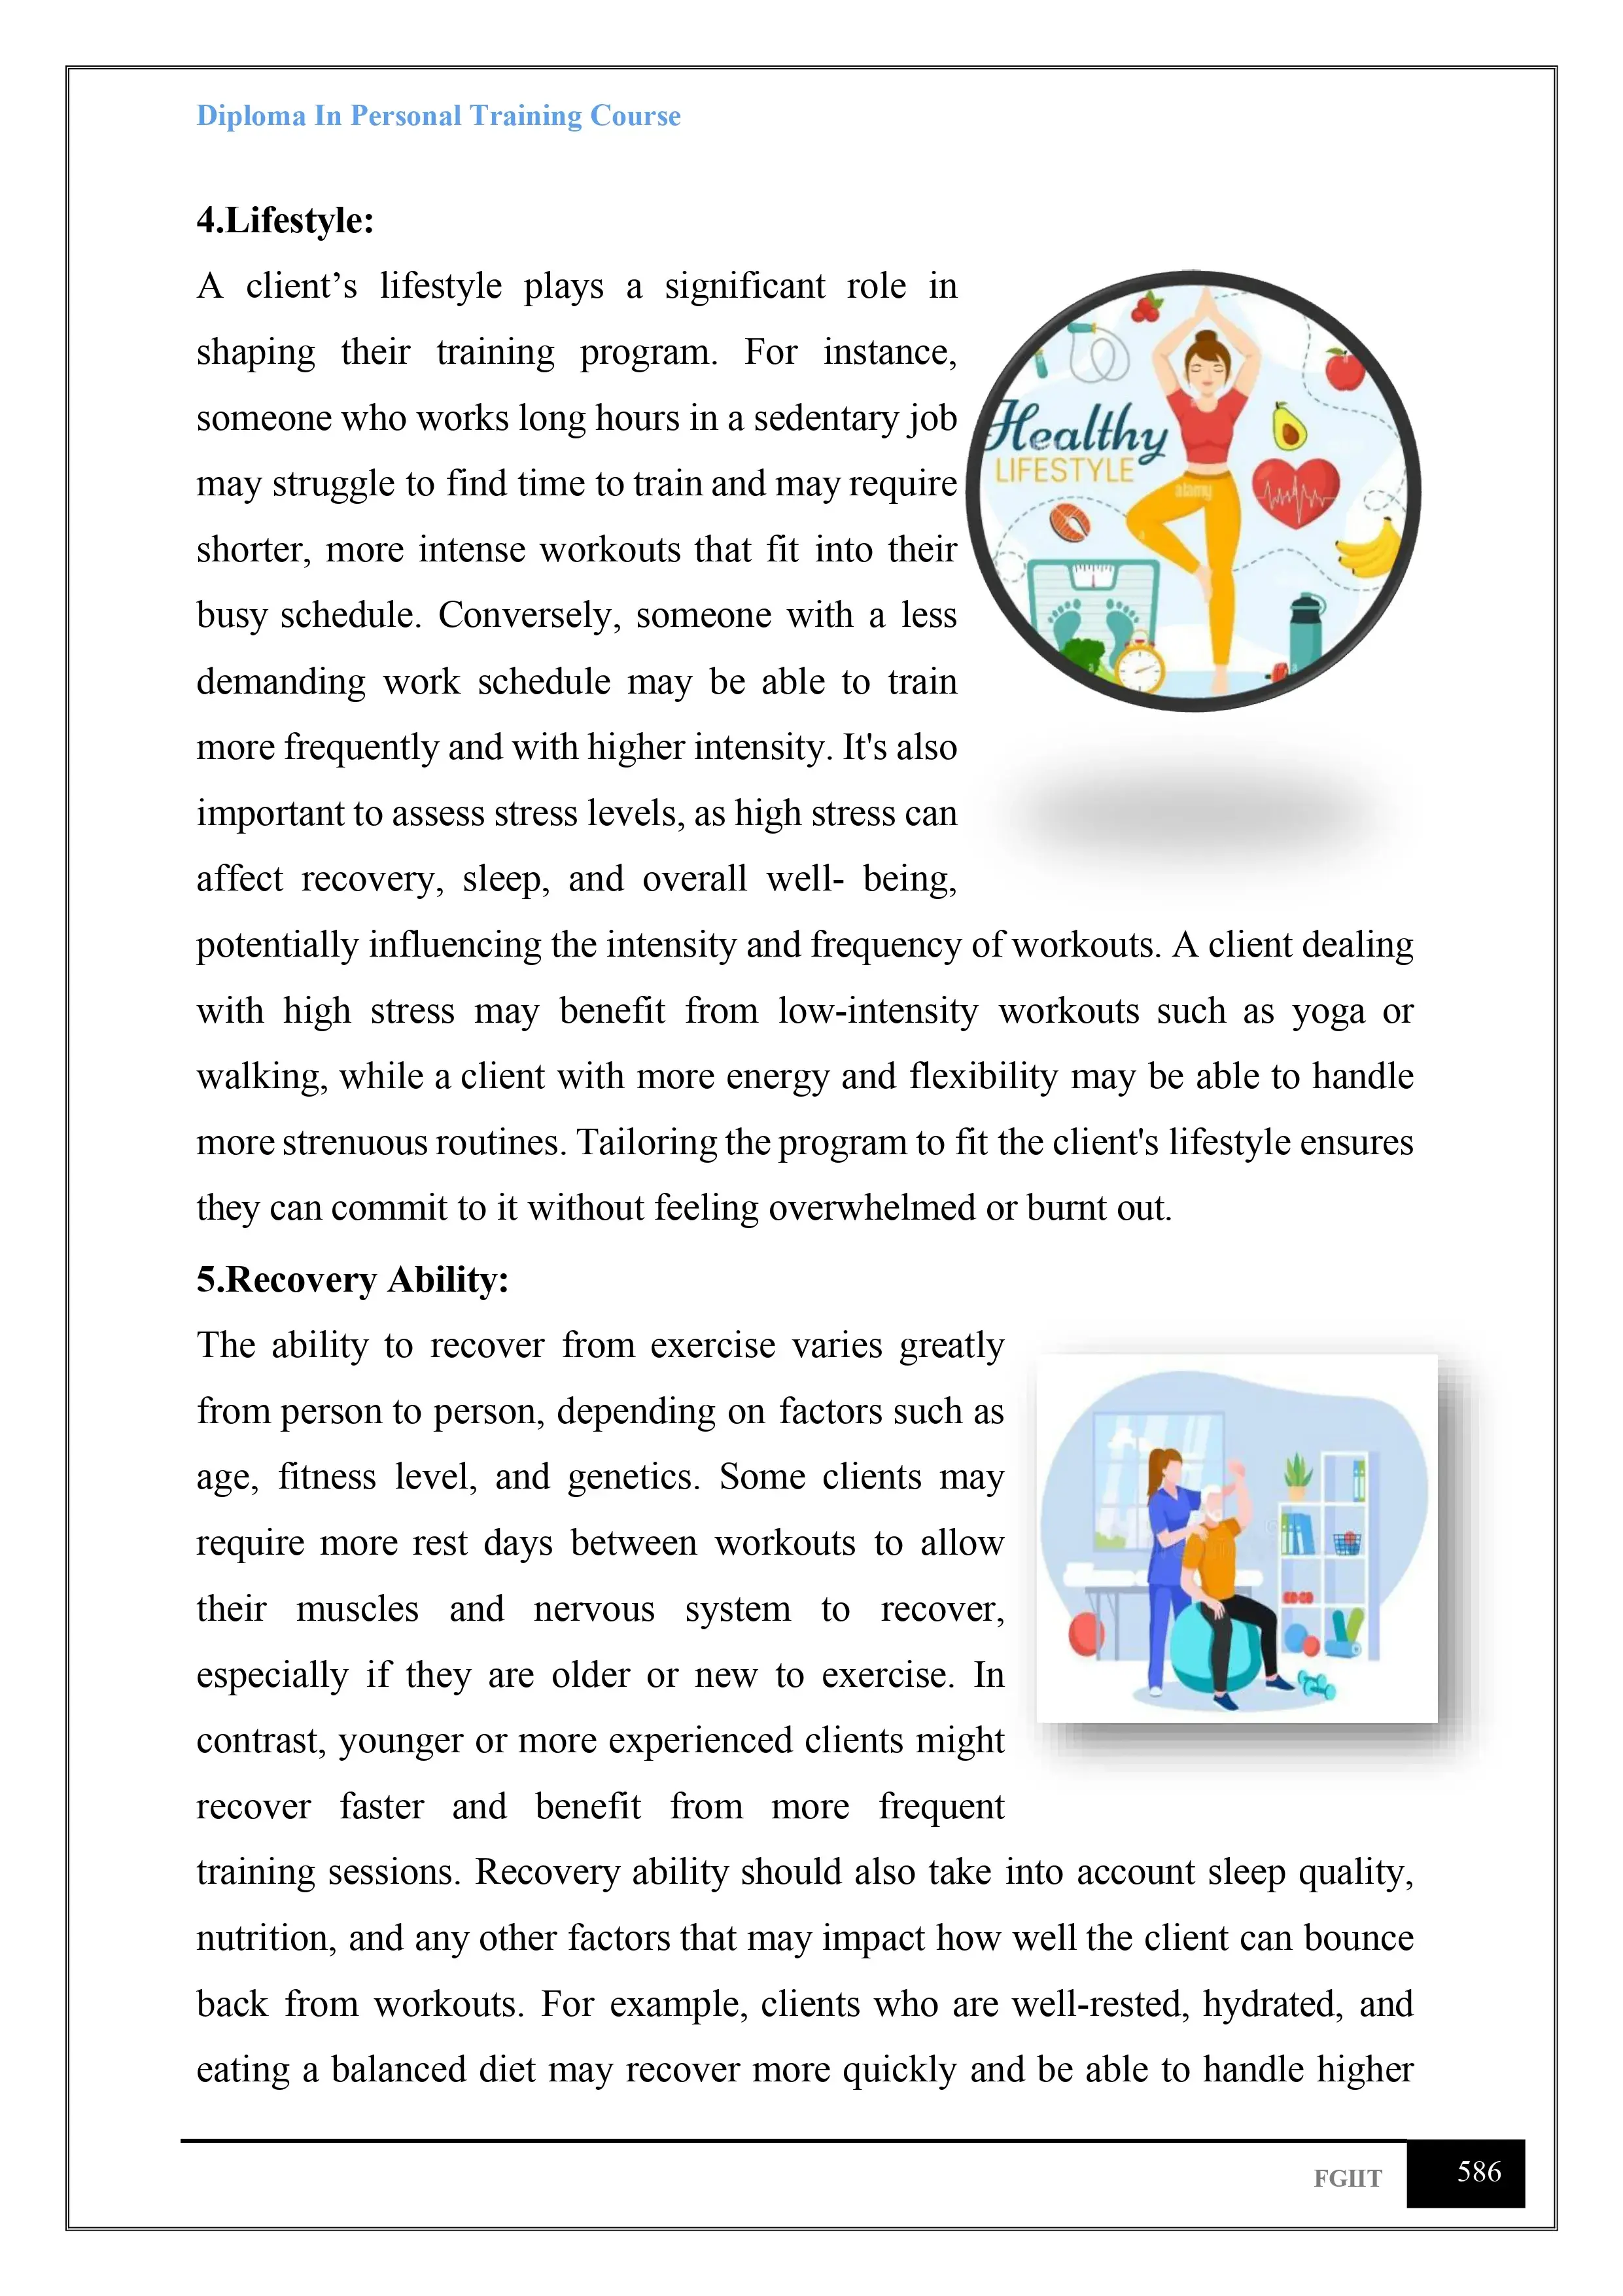 Diploma In Personal Training Course
4.Lifestyle:
A client’s lifestyle plays a significant role in
shaping their training program. For instance,
someone who works long hours in a sedentary job
may struggle to find time to train and may require
shorter, more intense workouts that fit into their
busy schedule. Conversely, someone with a less
demanding work schedule may be able to train
more frequently and with higher intensity. It's also
important to assess stress levels, as high stress can
affect recovery, sleep, and overall well- being,
Healthy
LIFESTYLE
alamy
potentially influencing the intensity and frequency of workouts. A client dealing
with high stress may benefit from low-intensity workouts such as yoga or
walking, while a client with more energy and flexibility may be able to handle
more strenuous routines. Tailoring the program to fit the client's lifestyle ensures
they can commit to it without feeling overwhelmed or burnt out.
5.Recovery Ability:
The ability to recover from exercise varies greatly
from person to person, depending on factors such as
age, fitness level, and genetics. Some clients may
require more rest days between workouts to allow
their muscles and nervous system to recover,
especially if they are older or new to exercise. In
contrast, younger or more experienced clients might
recover faster and benefit from more frequent
training sessions. Recovery ability should also take into account sleep quality,
nutrition, and any other factors that may impact how well the client can bounce
back from workouts. For example, clients who are well-rested, hydrated, and
eating a balanced diet may recover more quickly and be able to handle higher
FGIIT
586